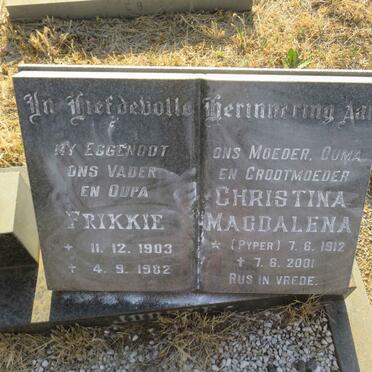 In Liefdevolle Herinnering Aan
My Eggenoot
ons Vader
en Oupa
Frikkie
+ 11.12.1903
+ 4.9.1982
ons Moeder, Ouma
en Grootmoeder
Christina
Magdalena
* (Pyper) 7.6.1912
+ 7.6.2001
Rus in vrede.